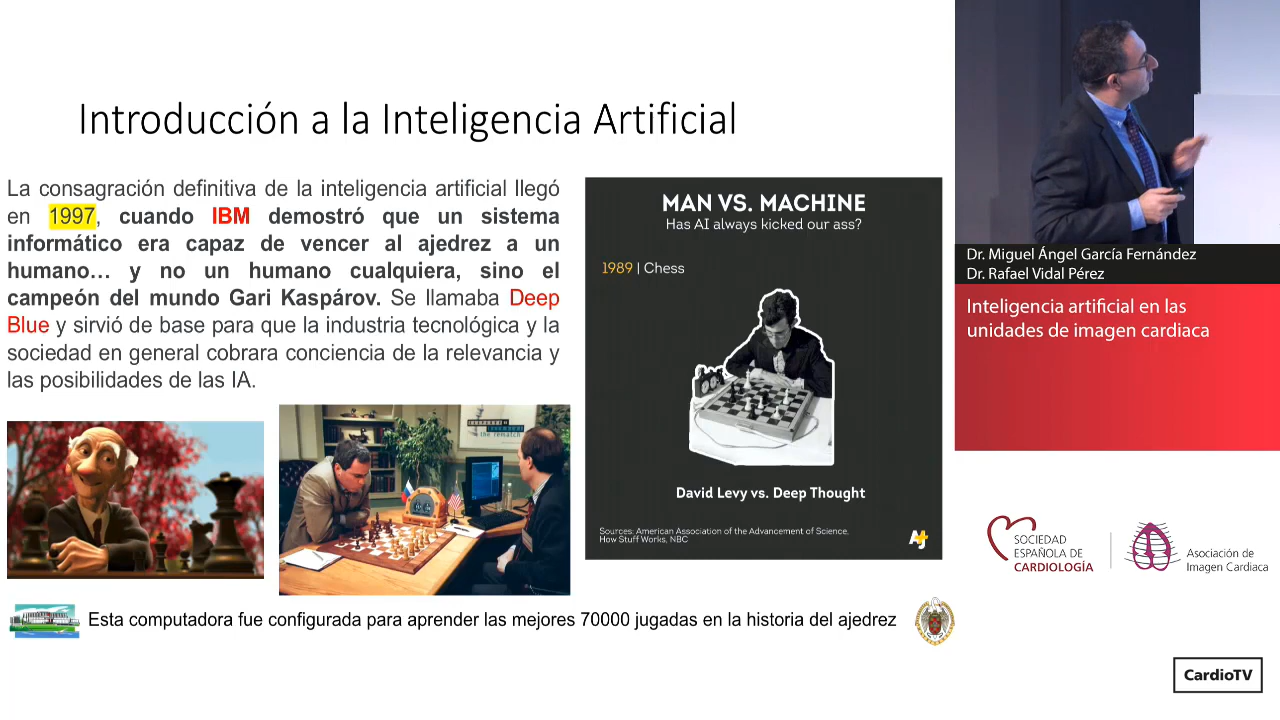 Introducción a la Inteligencia Artificial
La consagración definitiva de la inteligencia artificial llegó
en 1997, cuando IBM demostró que un sistema
informático era capaz de vencer al ajedrez a un
humano… y no un humano cualquiera, sino el
campeón del mundo Gari Kaspárov. Se llamaba Deep
Blue y sirvió de base para que la industria tecnológica y la
sociedad en general cobrara conciencia de la relevancia y
las posibilidades de las IA.
MAN VS. MACHINE
Has AI always kicked our ass?
1989 | Chess
David Levy vs. Deep Thought
Sources: American Association of the Advancement of Science,
How Stuff Works, NBC
the rematch
Esta computadora fue configurada para aprender las mejores 70000 jugadas en la historia del ajedrez
Dr. Miguel Ángel García Fernández
Dr. Rafael Vidal Pérez
Inteligencia artificial en las
unidades de imagen cardiaca
SOCIEDAD
ESPAÑOLA DE
CARDIOLOGÍA
Asociación de
Imagen Cardiaca
CardioTV